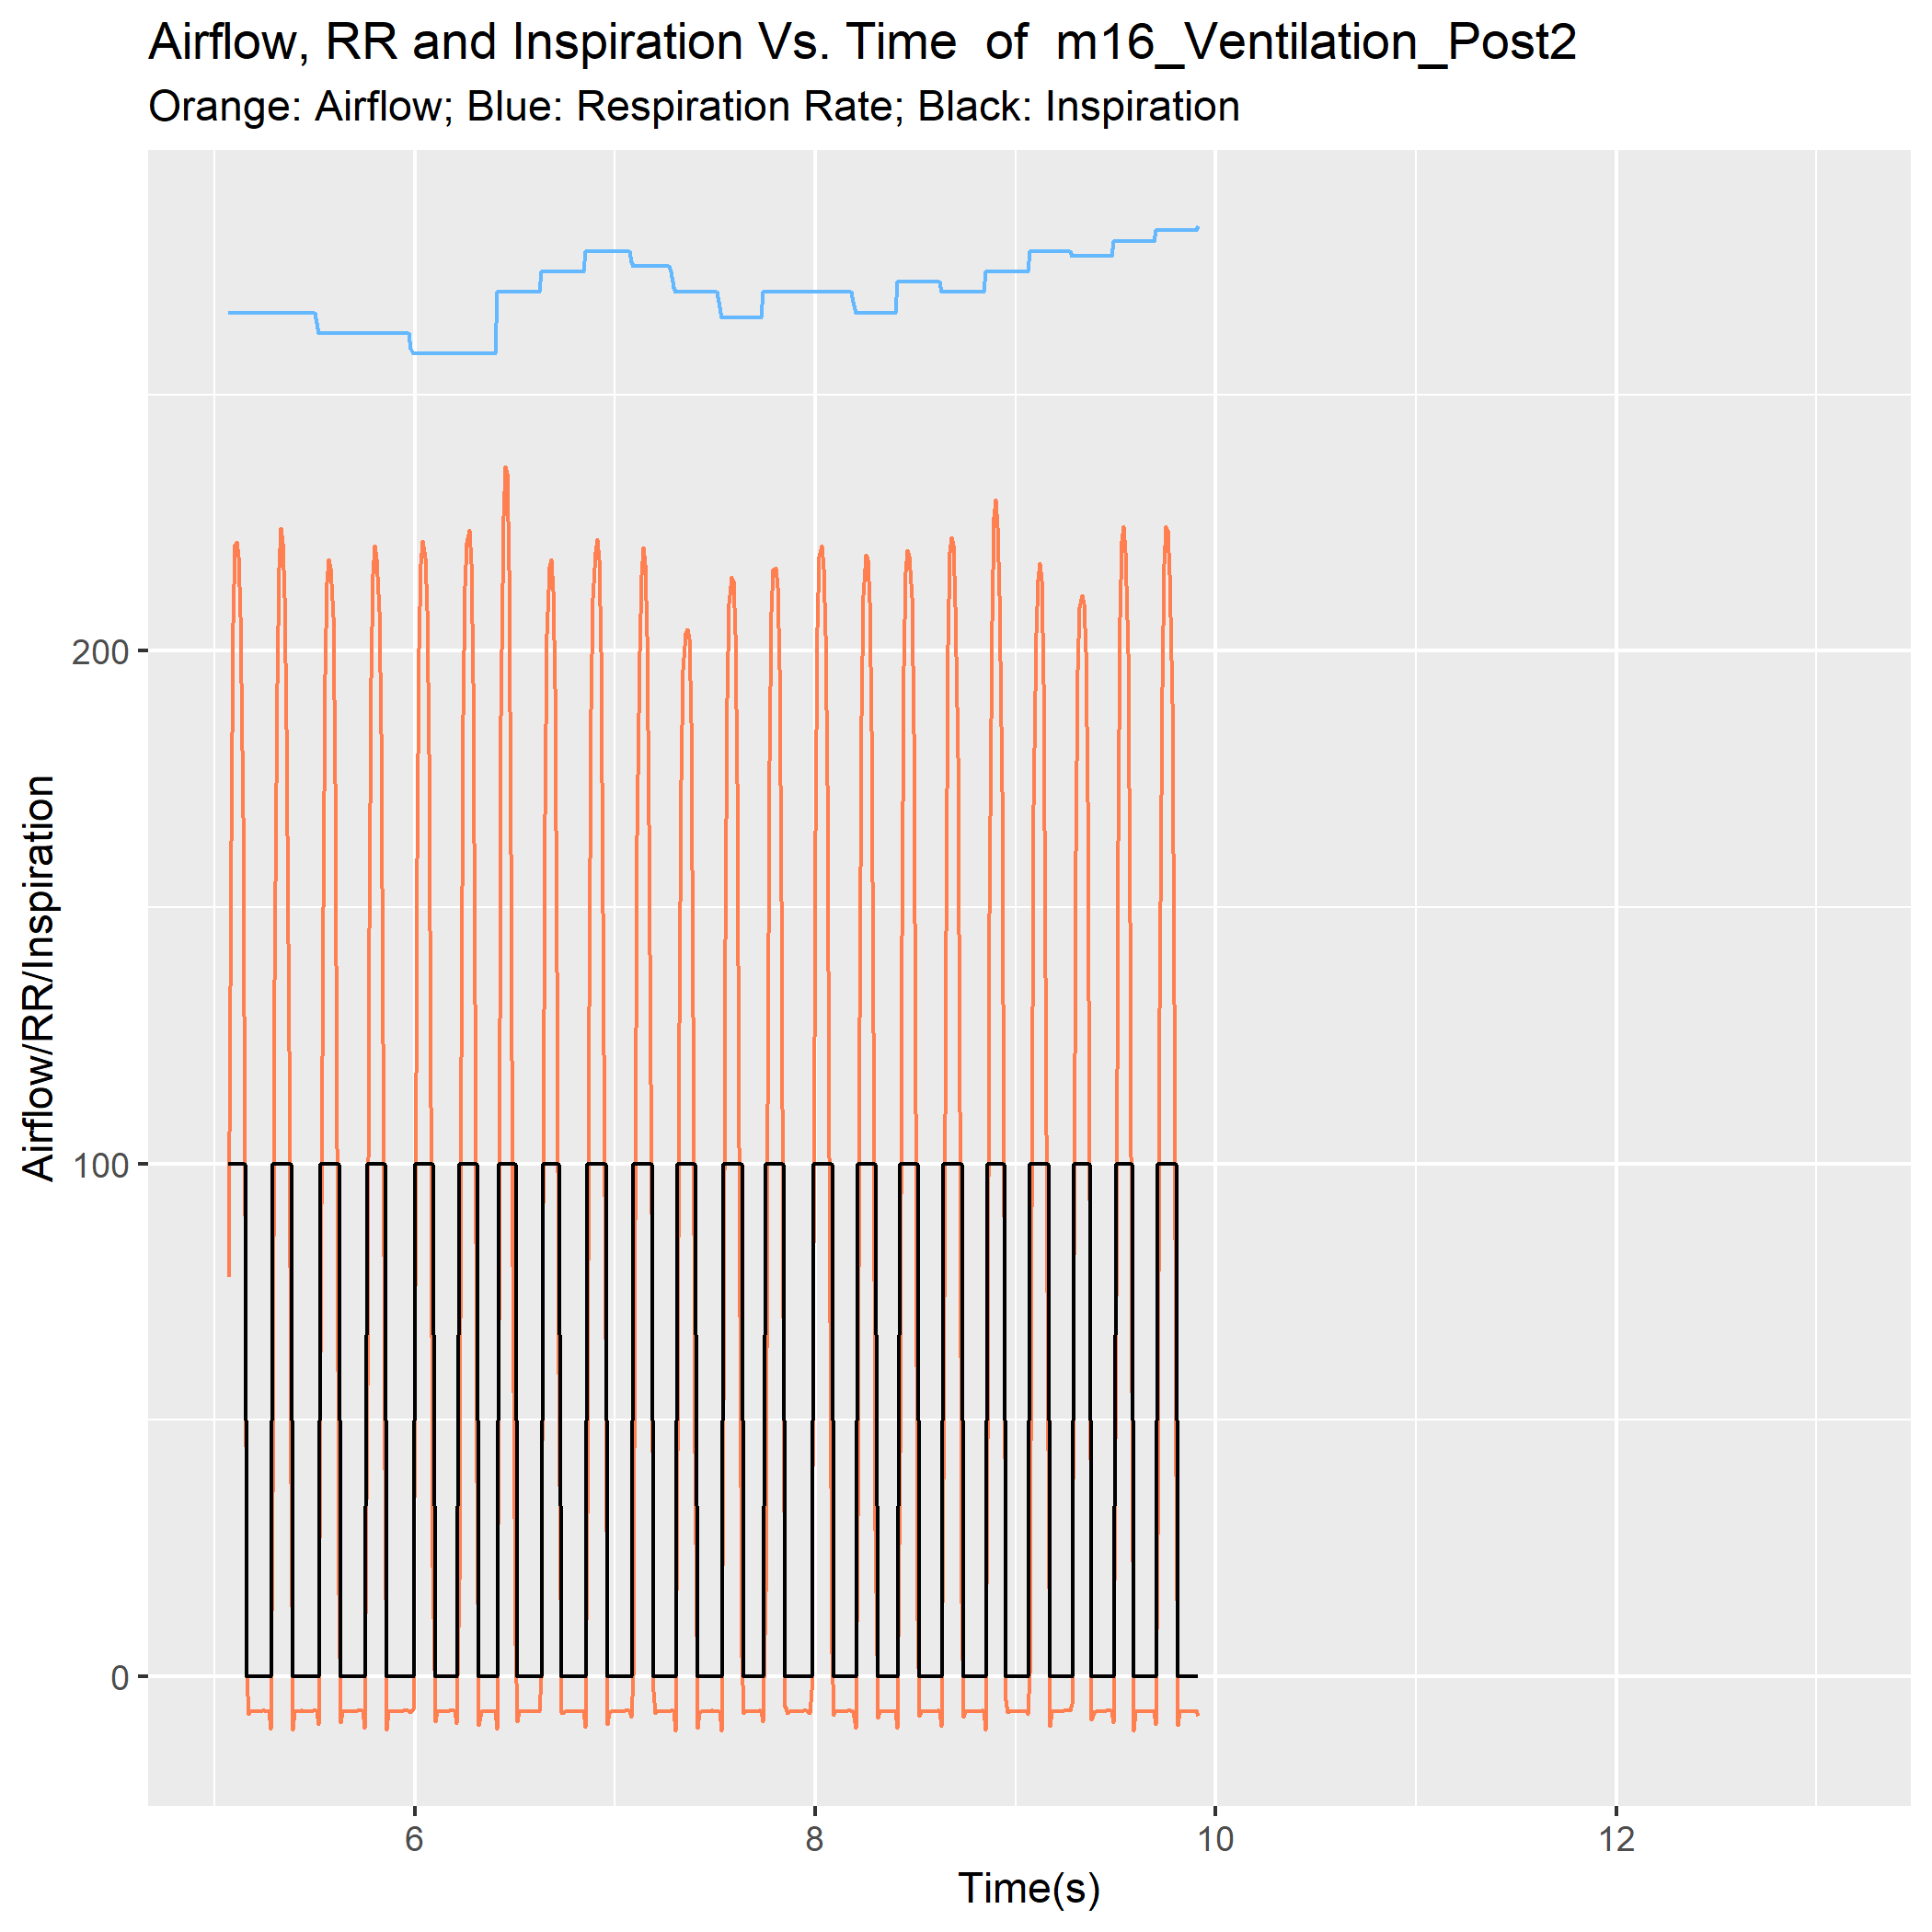 Airflow, RR and Inspiration Vs. Time  of  m16_Ventilation_Post2
Orange: Airflow; Blue: Respiration Rate; Black: Inspiration
Airflow/RR/Inspiration
200
100
0
6
8
10
12
Time(s)